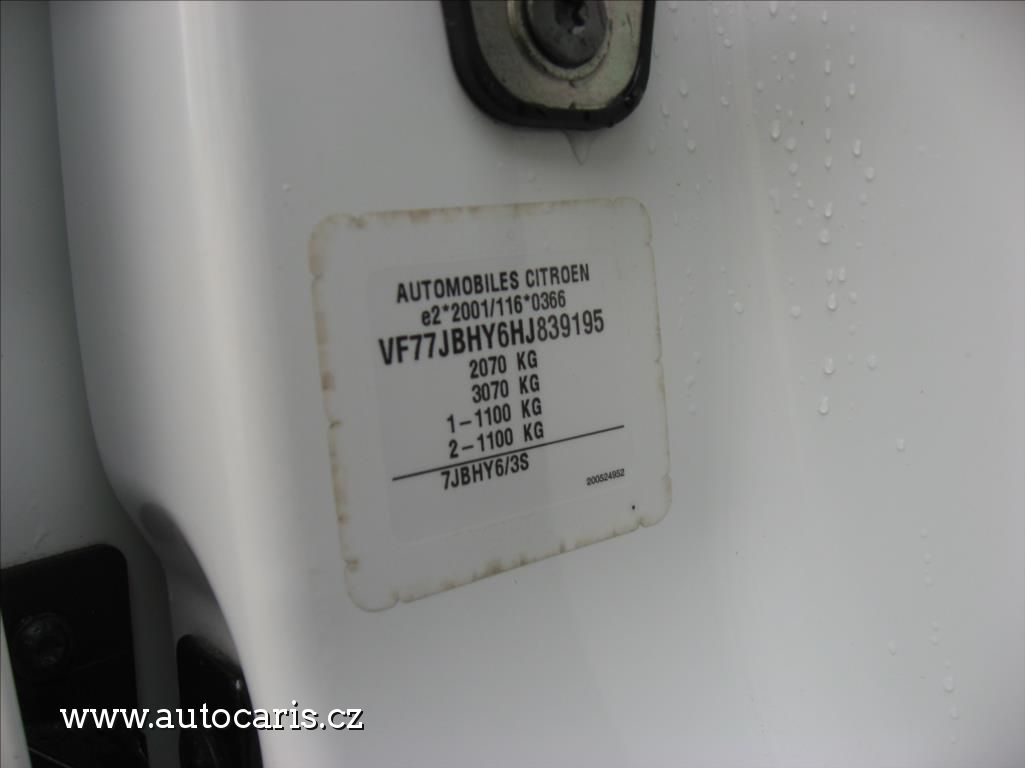 AUTOMOBILES CITROEN
e2*2001/116*0366
VF77JBHY6HJ839195
2070 KG
3070 KG
1-1100 KG
2-1100 KG
7JBHY6/3S
200524952
www.autocaris.cz